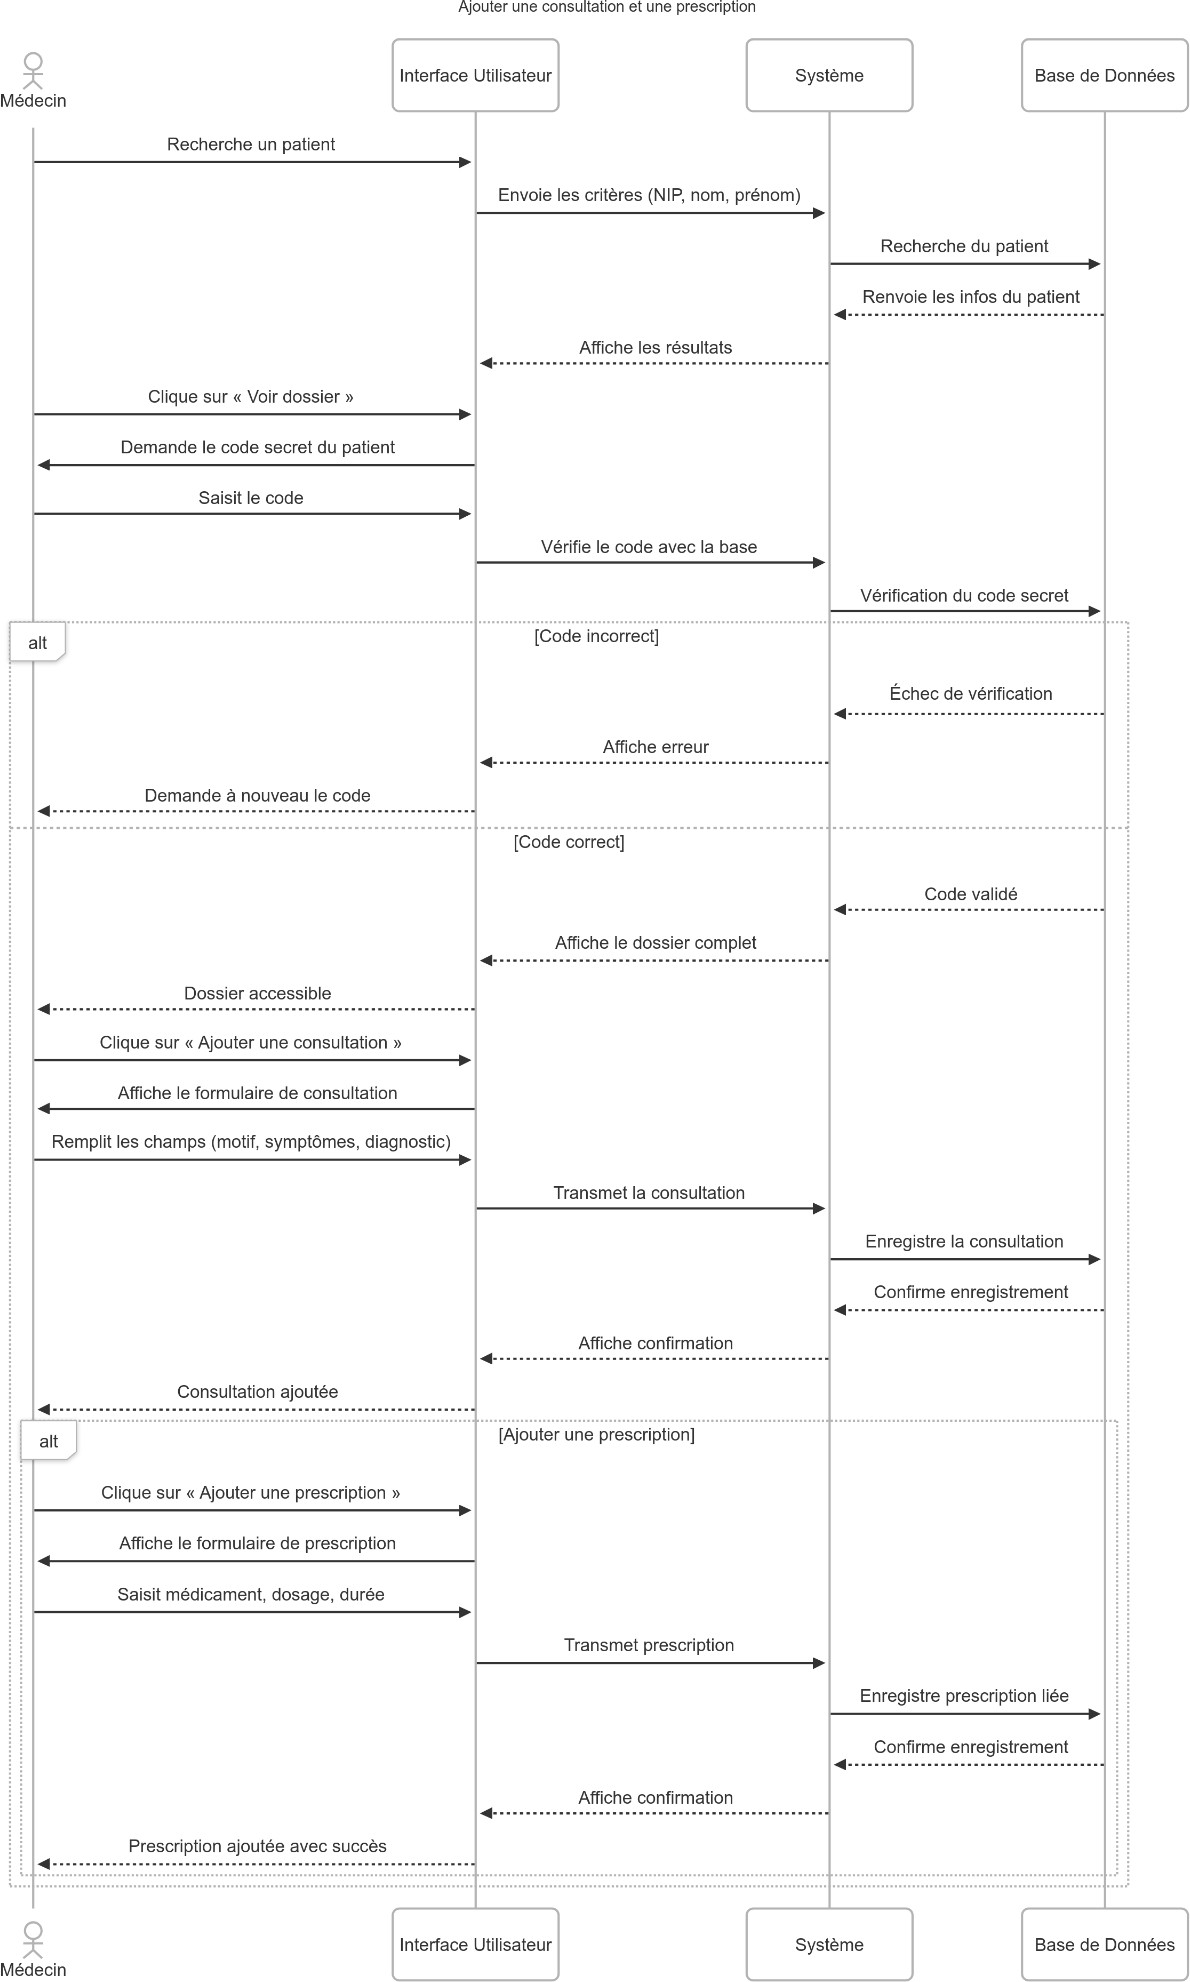 Ajouter une consultation et une prescription
Médecin
Interface Utilisateur
Système
Base de Données
Recherche un patient
Envoie les critères (NIP, nom, prénom)
Recherche du patient
Renvoie les infos du patient
Affiche les résultats
Clique sur « Voir dossier »
Demande le code secret du patient
Saisit le code
Vérifie le code avec la base
Vérification du code secret
alt
[Code incorrect]
Échec de vérification
Affiche erreur
Demande à nouveau le code
[Code correct]
Code validé
Affiche le dossier complet
Dossier accessible
Clique sur « Ajouter une consultation »
Affiche le formulaire de consultation
Remplit les champs (motif, symptômes, diagnostic)
Transmet la consultation
Enregistre la consultation
Confirme enregistrement
Affiche confirmation
Consultation ajoutée
alt
[Ajouter une prescription]
Clique sur « Ajouter une prescription »
Affiche le formulaire de prescription
Saisit médicament, dosage, durée
Transmet prescription
Enregistre prescription liée
Confirme enregistrement
Affiche confirmation
Prescription ajoutée avec succès
Médecin
Interface Utilisateur
Système
Base de Données